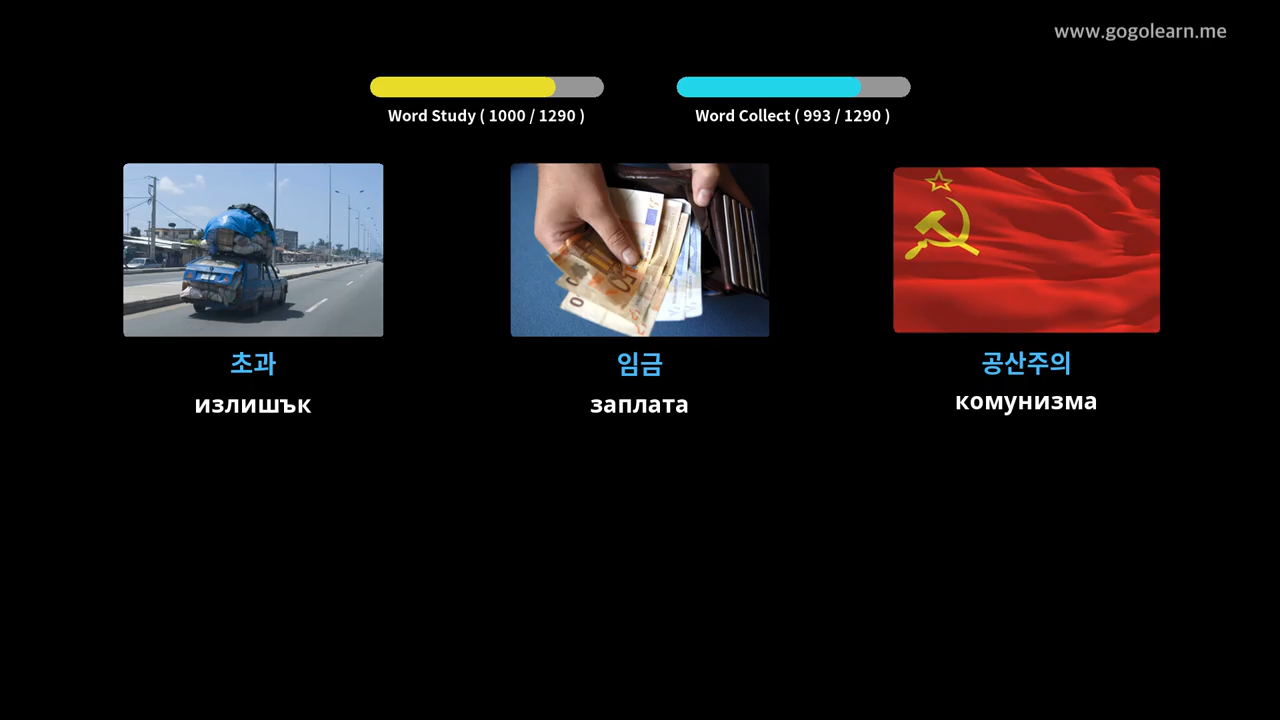 www.gogolearn.me
Word Study ( 1000 / 1290 )
Word Collect ( 993 / 1290 )
초과
임금
공산주의
излишък
заплата
комунизма